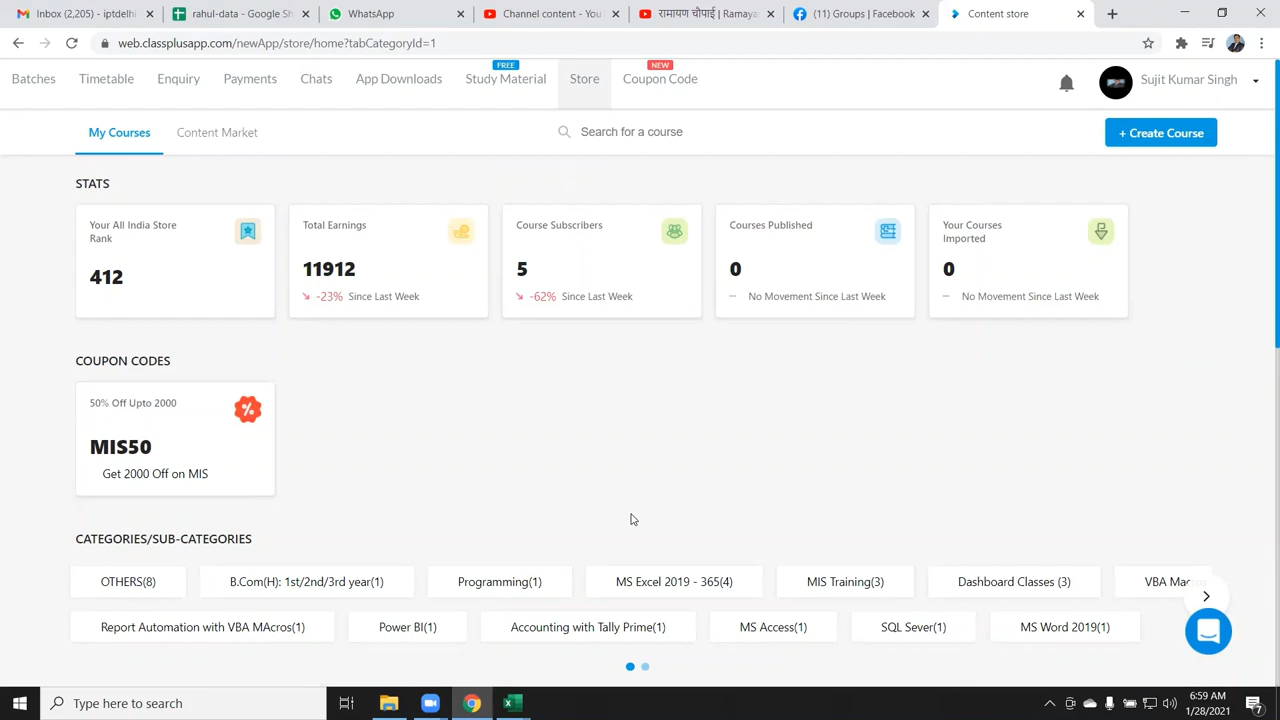 Inbox (2,205) - iptdelhi
rahul-data - Google Sh
WhatsApp
Channel content - You
रामायण चौपाई | Ramaya
(11) Groups | Facebook
Content store
web.classplusapp.com/newApp/store/home?tabCategoryId=1
FREE
NEW
Batches
Timetable
Enquiry
Payments
Chats
App Downloads
Study Material
Store
Coupon Code
Sujit Kumar Singh
My Courses
Content Market
Search for a course
+ Create Course
STATS
Your All India Store
Rank
412
Total Earnings
11912
-23% Since Last Week
Course Subscribers
5
-62% Since Last Week
Courses Published
0
No Movement Since Last Week
Your Courses
Imported
0
No Movement Since Last Week
COUPON CODES
50% Off Upto 2000
MIS50
Get 2000 Off on MIS
CATEGORIES/SUB-CATEGORIES
OTHERS(8)
B.Com(H): 1st/2nd/3rd year(1)
Programming(1)
MS Excel 2019 - 365(4)
MIS Training(3)
Dashboard Classes (3)
VBA Macros
Report Automation with VBA MAcros(1)
Power BI(1)
Accounting with Tally Prime(1)
MS Access(1)
SQL Sever(1)
MS Word 2019(1)
Type here to search
6:59 AM
1/28/2021
7